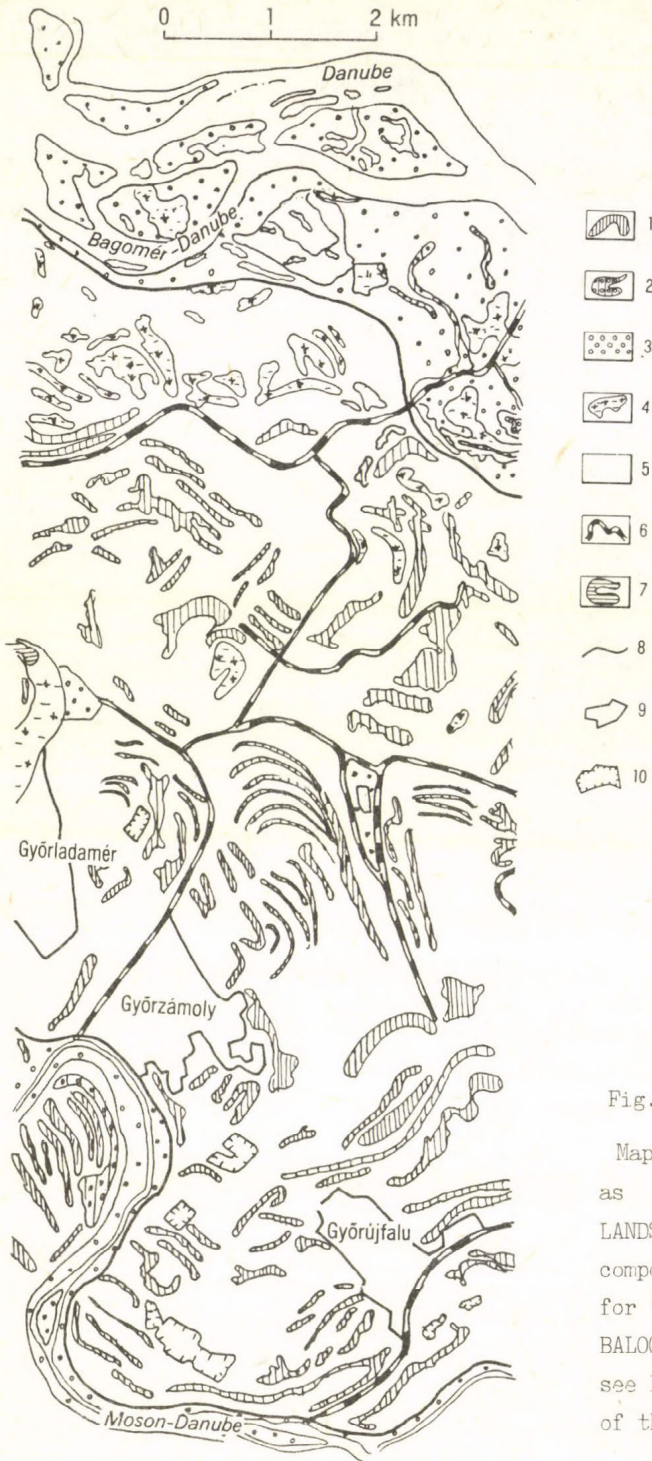 0 1 2 km
Danube
Bagomér-Danube
1
2
3
4
5
6
7
8
9
10
Győrladamér
Győrzámoly
Győrújfalu
Moson-Danube
Fig.
Map
as
LANDS
compo
for
BALOG
see
of th